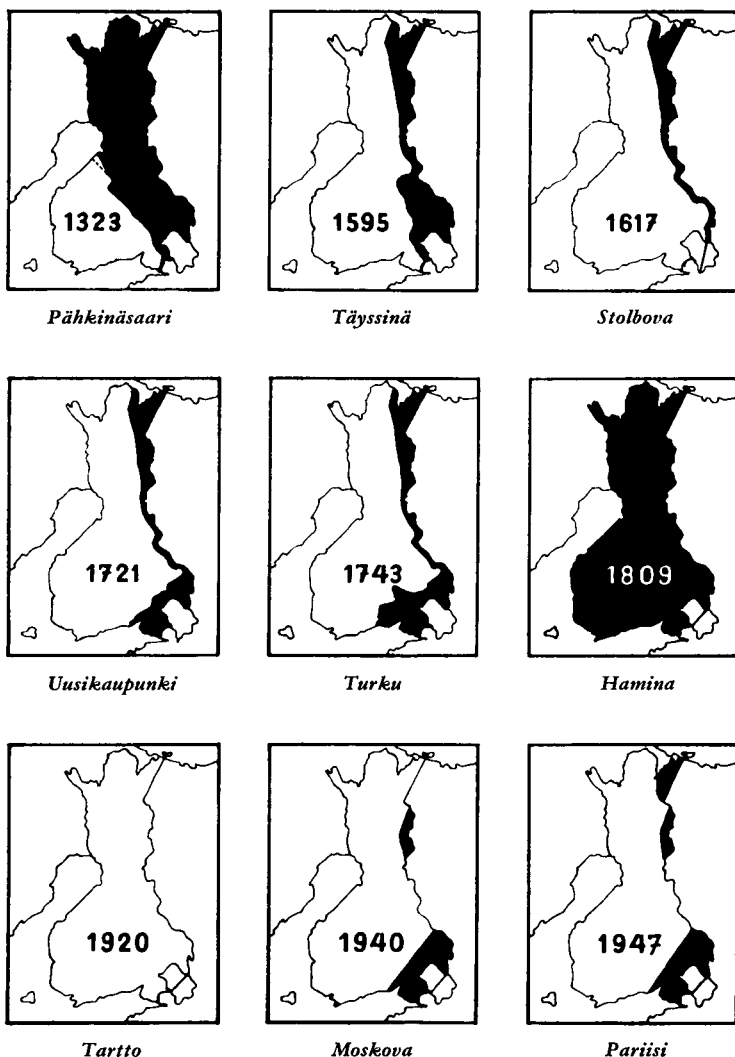 1323 1595 1617
Pähkinäsaari Täyssinä Stolbova
1721 1743 1809
Uusikaupunki Turku Hamina
1920 1940 1947
Tartto Moskova Pariisi